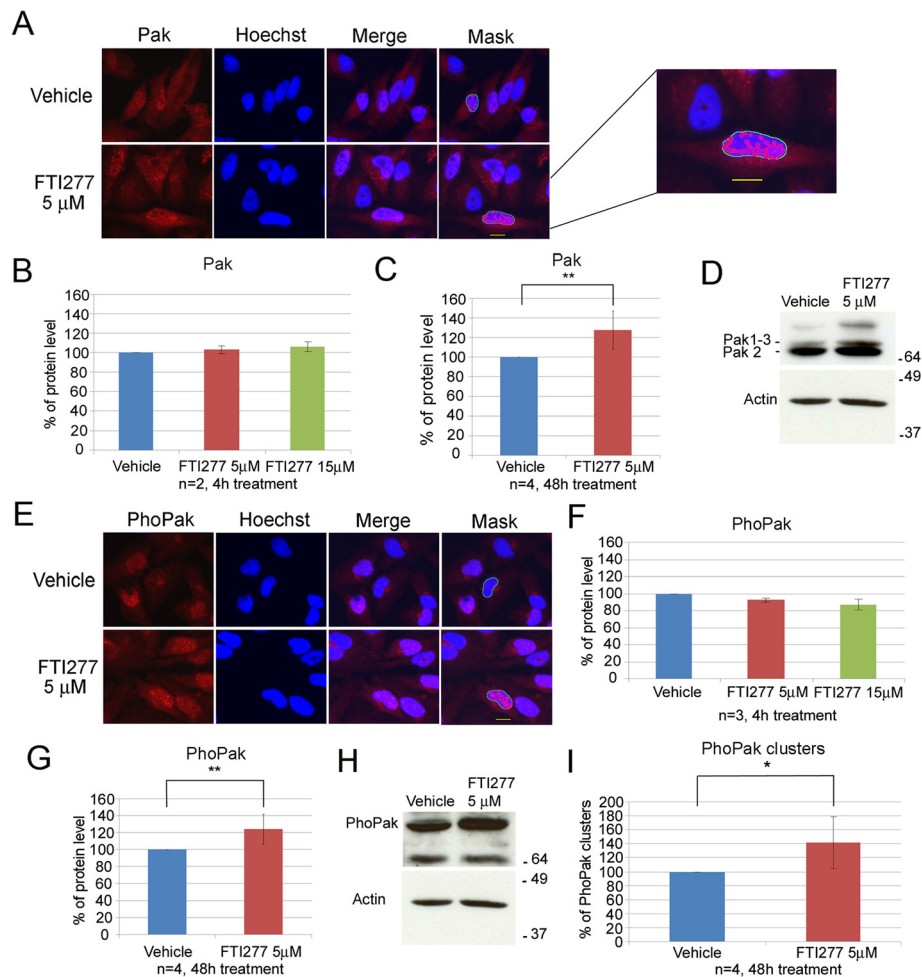 A
Pak Hoechst Merge Mask
Vehicle
FTI277
5 μM
B
Pak
% of protein level
160
140
120
100
80
60
40
20
0
Vehicle FTI277 5μM FTI277 15μM
n=2, 4h treatment
C
Pak
**
% of protein level
160
140
120
100
80
60
40
20
0
Vehicle FTI277 5μM
n=4, 48h treatment
D
Vehicle FTI277
5 μM
Pak1-3
Pak 2
-64
-49
Actin
-37
E
PhoPak Hoechst Merge Mask
Vehicle
FTI277
5 μM
F
PhoPak
% of protein level
160
140
120
100
80
60
40
20
0
Vehicle FTI277 5μM FTI277 15μM
n=3, 4h treatment
G
PhoPak
**
% of protein level
160
140
120
100
80
60
40
20
0
Vehicle FTI277 5μM
n=4, 48h treatment
H
Vehicle FTI277
5 μM
PhoPak
- 64
- 49
Actin
- 37
I
PhoPak clusters
*
% of PhoPak clusters
200
180
160
140
120
100
80
60
40
20
0
Vehicle FTI277 5μM
n=4, 48h treatment